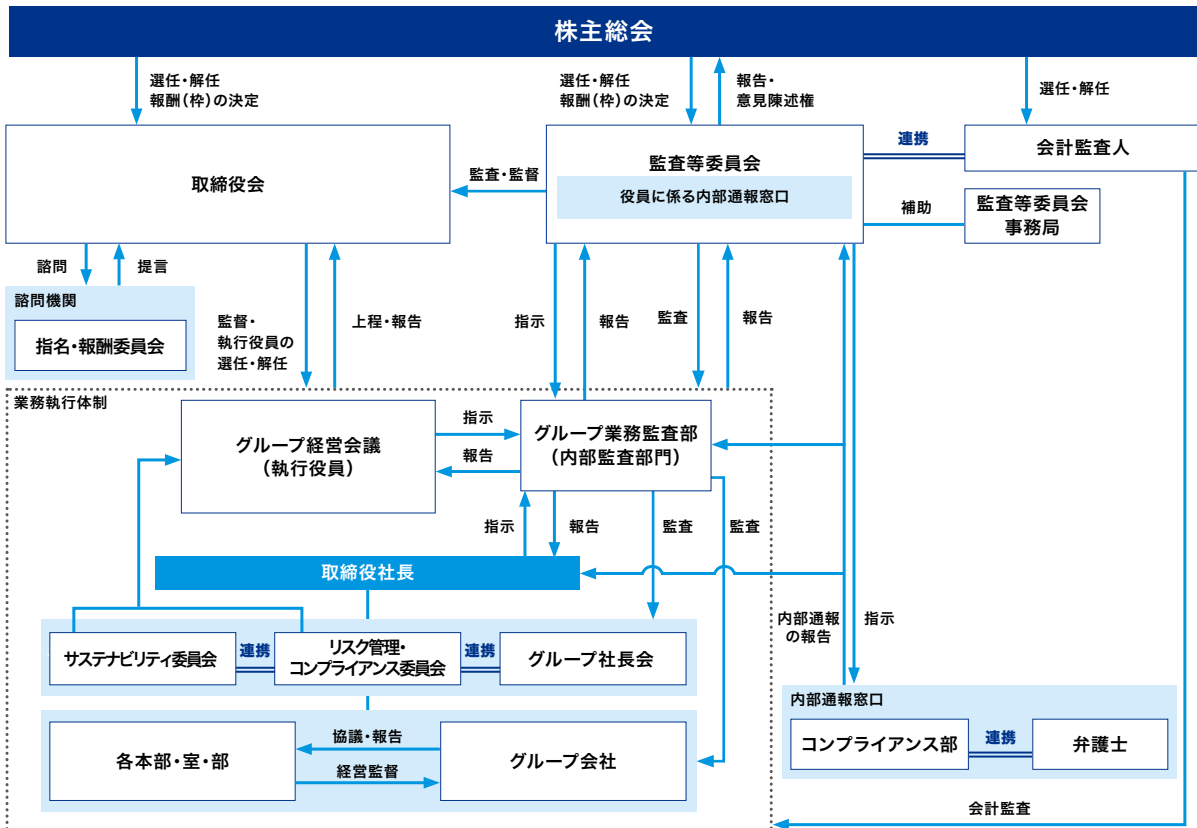 株主総会
選任・解任
報酬（枠）の決定
選任・解任
報酬（枠）の決定
報告・
意見陳述権
選任・解任
取締役会
監査・監督
監査等委員会
役員に係る内部通報窓口
連携
会計監査人
補助
監査等委員会
事務局
諮問
提言
諮問機関
指名・報酬委員会
監督・
執行役員の
選任・解任
上程・報告
指示
報告
監査
報告
業務執行体制
グループ経営会議
（執行役員）
指示
報告
グループ業務監査部
（内部監査部門）
指示
報告
監査
監査
取締役社長
内部通報
の報告
指示
サステナビリティ委員会
連携
リスク管理・
コンプライアンス委員会
連携
グループ社長会
各本部・室・部
協議・報告
経営監督
グループ会社
内部通報窓口
コンプライアンス部
連携
弁護士
会計監査